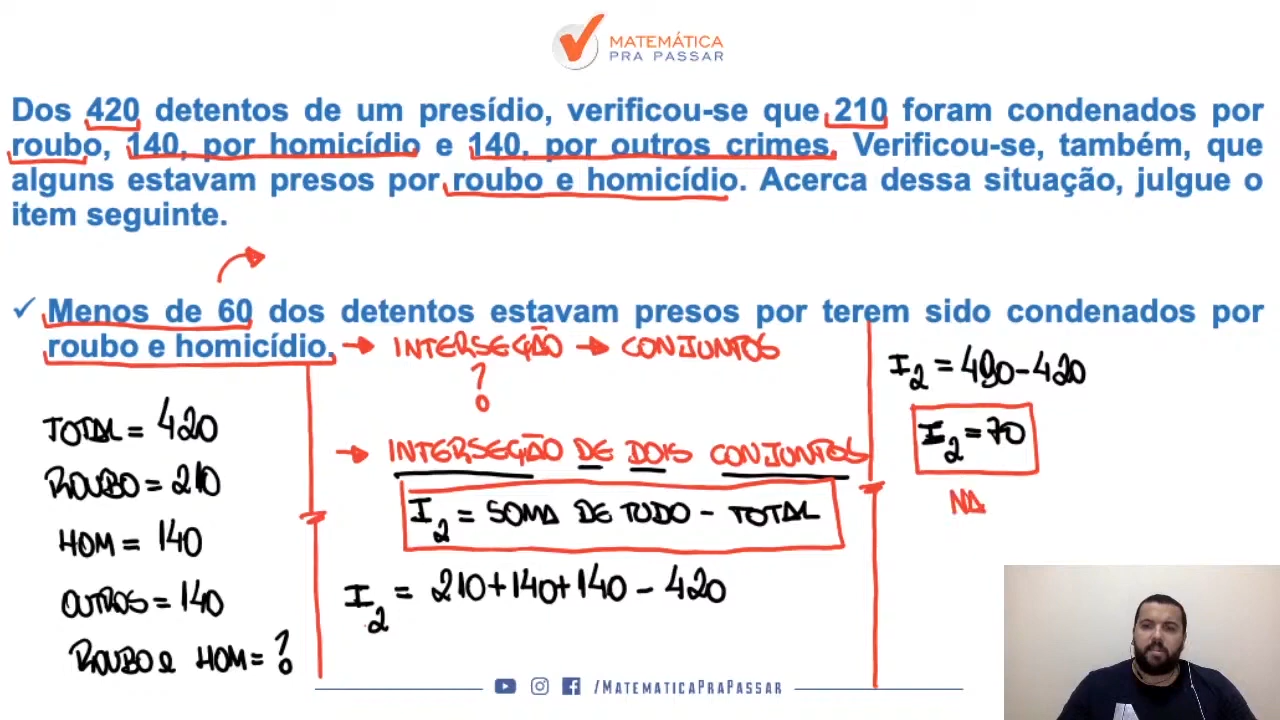 MATEMÁTICA
PRA PASSAR
Dos 420 detentos de um presídio, verificou-se que 210 foram condenados por
roubo, 140, por homicídio e 140, por outros crimes. Verificou-se, também, que
alguns estavam presos por roubo e homicídio. Acerca dessa situação, julgue o
item seguinte.
✓ Menos de 60 dos detentos estavam presos por terem sido condenados por
roubo e homicídio. → INTERSEÇÃO → CONJUNTOS
?
TOTAL = 420
ROUBO = 210
HOM = 140
OUTROS = 140
ROUBO e HOM = ?
→ INTERSEÇÃO DE DOIS CONJUNTOS
I2 = SOMA DE TUDO - TOTAL
I2 = 210+140+140 - 420
I2 = 490-420
I2 = 70
NA
/MATEMATICAPRAPASSAR